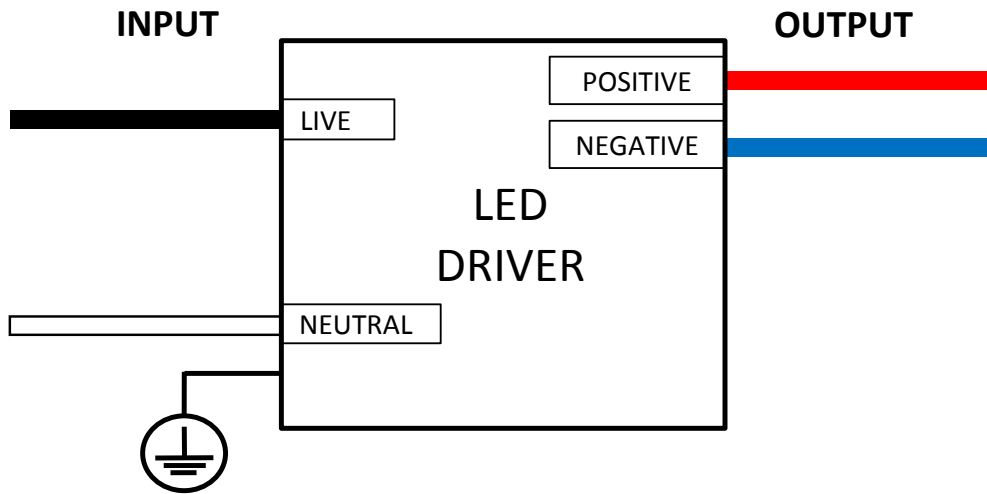 INPUT
OUTPUT
POSITIVE
LIVE
NEGATIVE
LED
DRIVER
NEUTRAL